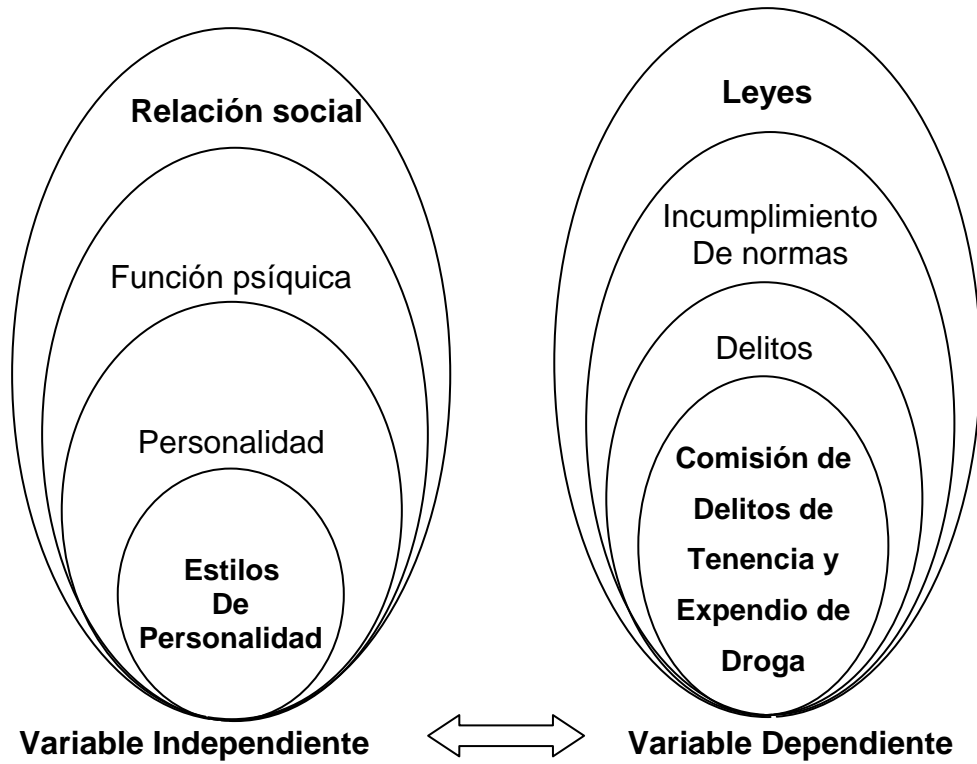 Relación social
Función psíquica
Personalidad
Estilos
De
Personalidad
Variable Independiente
Leyes
Incumplimiento
De normas
Delitos
Comisión de
Delitos de
Tenencia y
Expendio de
Droga
Variable Dependiente